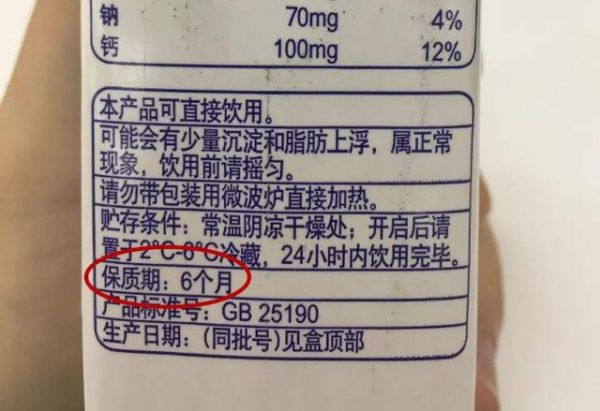 钠 70mg 4%
钙 100mg 12%
本产品可直接饮用。
可能会有少量沉淀和脂肪上浮，属正常
现象，饮用前请摇匀。
请勿带包装用微波炉直接加热。
贮存条件：常温阴凉干燥处；开启后请
置于2°C-6°C冷藏，24小时内饮用完毕。
保质期：6个月
产品标准号：GB 25190
生产日期：(同批号)见盒顶部